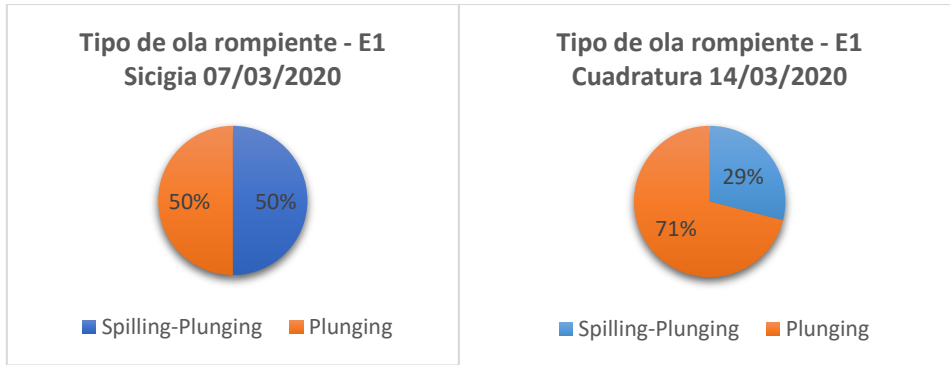 Tipo de ola rompiente - E1
Sicigia 07/03/2020
50%
50%
Spilling-Plunging
Plunging
Tipo de ola rompiente - E1
Cuadratura 14/03/2020
29%
71%
Spilling-Plunging
Plunging